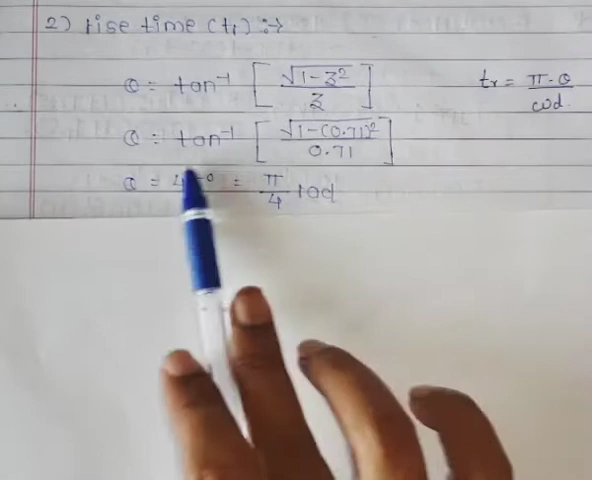 2) rise time (tr) :→
θ = tan⁻¹ [ √1-ξ² / ξ ] tr = π-θ / ωd
θ = tan⁻¹ [ √1-(0.71)² / 0.71 ]
θ = = π/4 rad